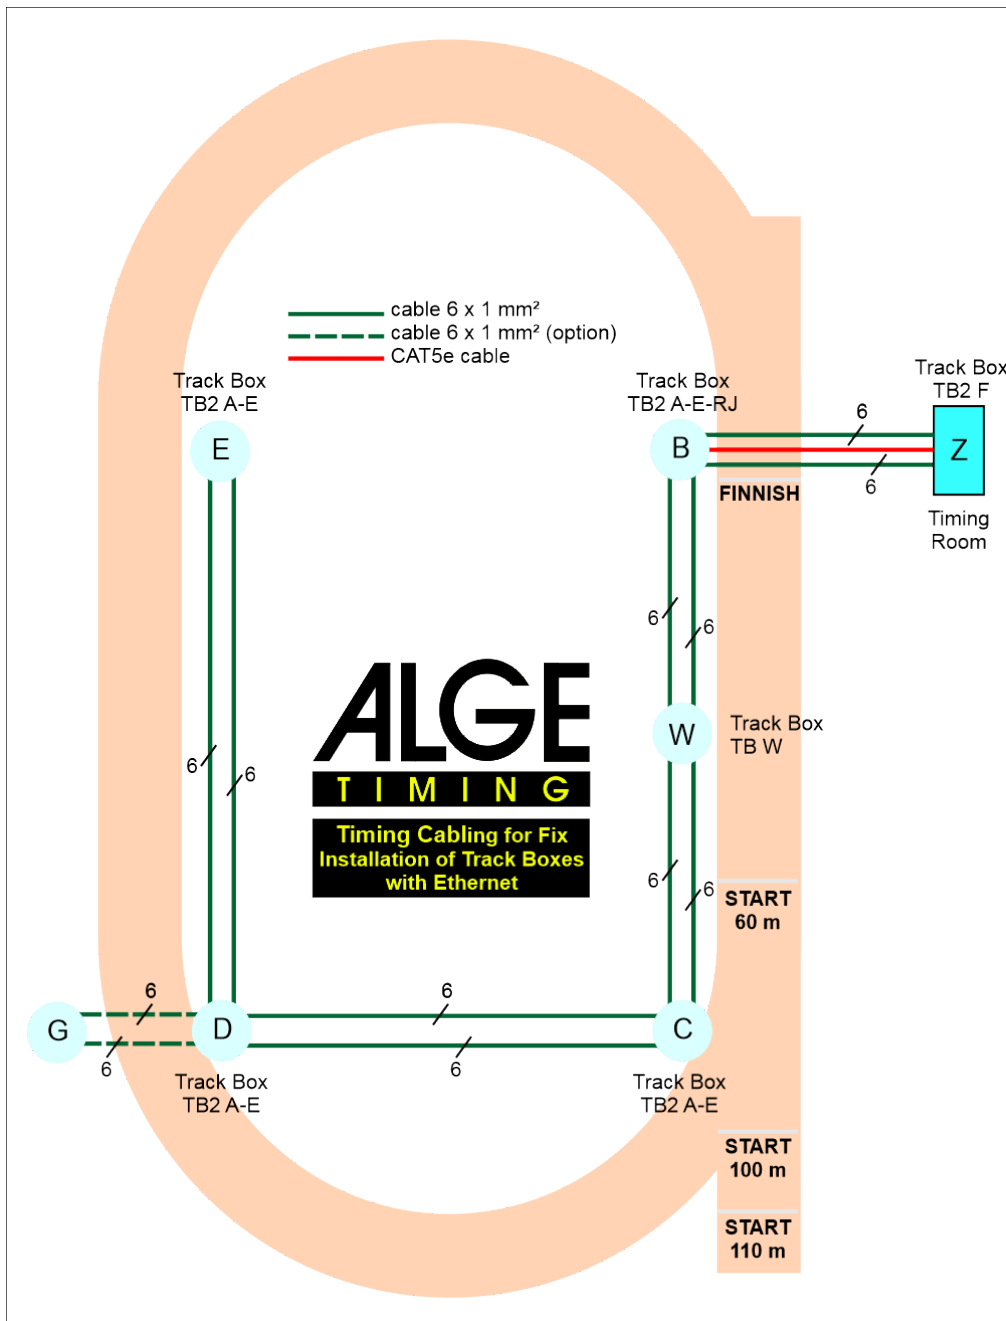 cable 6 x 1 mm²
cable 6 x 1 mm² (option)
CAT5e cable
Track Box
TB2 A-E
E
Track Box
TB2 A-E-RJ
B
6
6
Track Box
TB2 F
Z
Timing
Room
FINNISH
6
6
W
Track Box
TB W
6
6
ALGE
TIMING
Timing Cabling for Fix
Installation of Track Boxes
with Ethernet
6
6
START
60 m
6
6
G
D
6
6
C
Track Box
TB2 A-E
Track Box
TB2 A-E
START
100 m
START
110 m